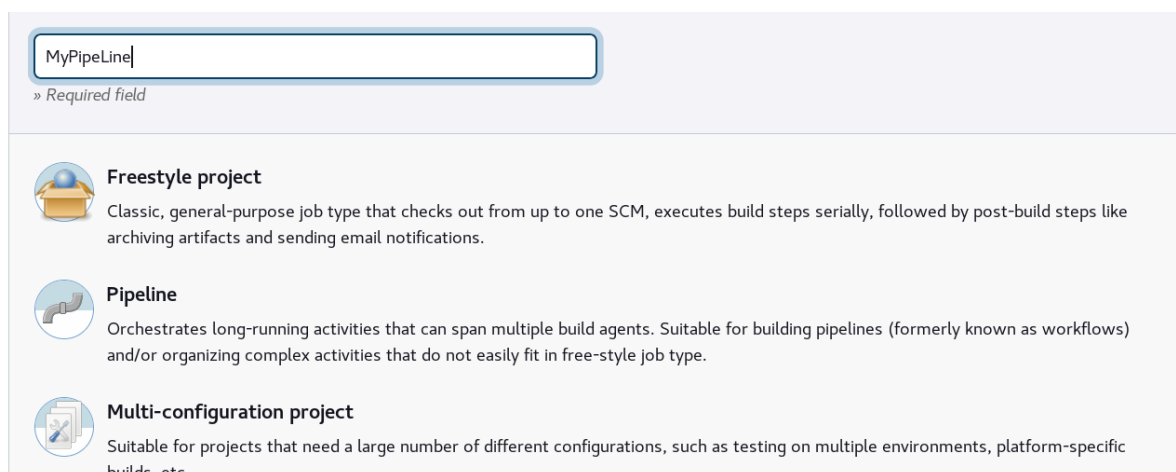 MyPipeLine
» Required field
Freestyle project
Classic, general-purpose job type that checks out from up to one SCM, executes build steps serially, followed by post-build steps like
archiving artifacts and sending email notifications.
Pipeline
Orchestrates long-running activities that can span multiple build agents. Suitable for building pipelines (formerly known as workflows)
and/or organizing complex activities that do not easily fit in free-style job type.
Multi-configuration project
Suitable for projects that need a large number of different configurations, such as testing on multiple environments, platform-specific
builds, etc.